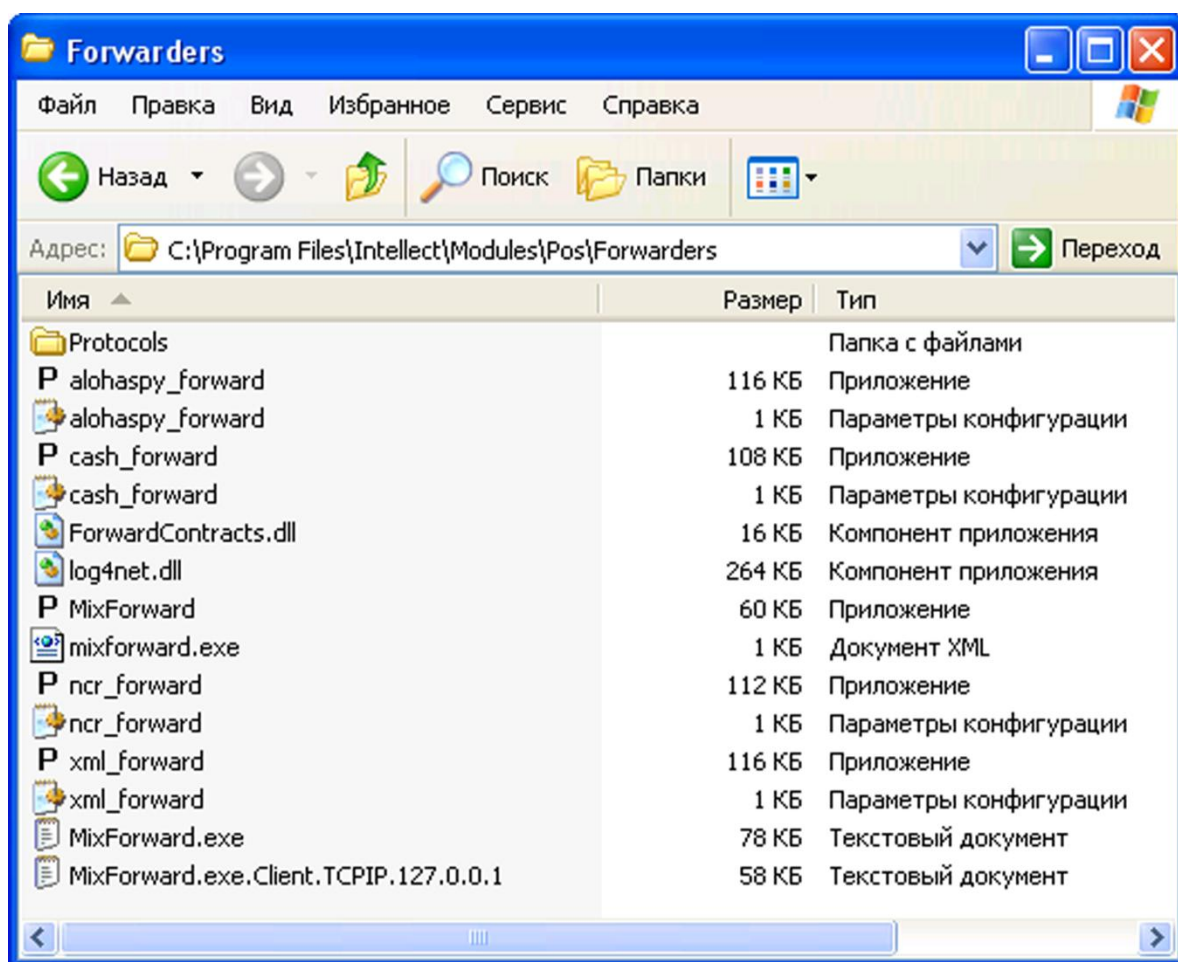 Forwarders
Файл Правка Вид Избранное Сервис Справка
Назад Поиск Папки
Адрес: C:\Program Files\Intellect\Modules\Pos\Forwarders Переход
Имя Размер Тип
Protocols Папка с файлами
P alohaspy_forward 116 КБ Приложение
alohaspy_forward 1 КБ Параметры конфигурации
P cash_forward 108 КБ Приложение
cash_forward 1 КБ Параметры конфигурации
ForwardContracts.dll 16 КБ Компонент приложения
log4net.dll 264 КБ Компонент приложения
P MixForward 60 КБ Приложение
mixforward.exe 1 КБ Документ XML
P ncr_forward 112 КБ Приложение
ncr_forward 1 КБ Параметры конфигурации
P xml_forward 116 КБ Приложение
xml_forward 1 КБ Параметры конфигурации
MixForward.exe 78 КБ Текстовый документ
MixForward.exe.Client.TCPIP.127.0.0.1 58 КБ Текстовый документ